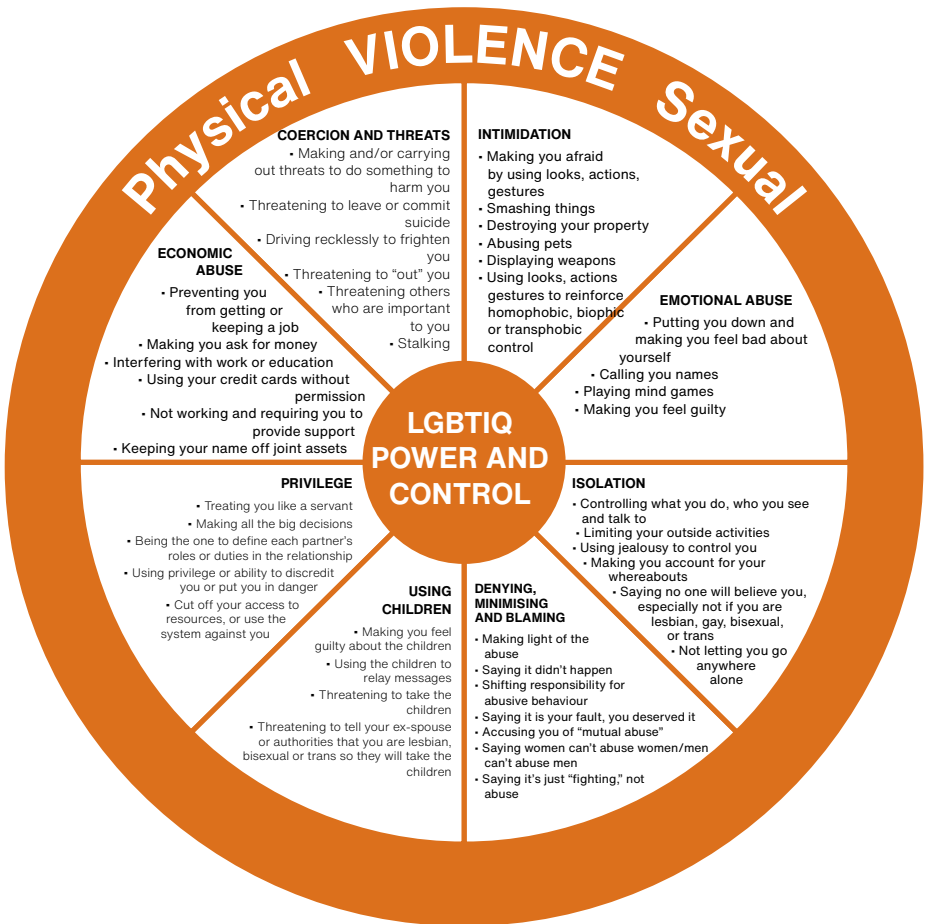 Physical VIOLENCE Sexual
COERCION AND THREATS
▪ Making and/or carrying
out threats to do something to
harm you
▪ Threatening to leave or commit
suicide
▪ Driving recklessly to frighten
you
▪ Threatening to “out” you
▪ Threatening others
who are important
to you
▪ Stalking
INTIMIDATION
▪ Making you afraid
by using looks, actions,
gestures
▪ Smashing things
▪ Destroying your property
▪ Abusing pets
▪ Displaying weapons
▪ Using looks, actions
gestures to reinforce
homophobic, biophic
or transphobic
control
ECONOMIC
ABUSE
▪ Preventing you
from getting or
keeping a job
▪ Making you ask for money
▪ Interfering with work or education
▪ Using your credit cards without
permission
▪ Not working and requiring you to
provide support
▪ Keeping your name off joint assets
EMOTIONAL ABUSE
▪ Putting you down and
making you feel bad about
yourself
▪ Calling you names
▪ Playing mind games
▪ Making you feel guilty
LGBTIQ
POWER AND
CONTROL
PRIVILEGE
▪ Treating you like a servant
▪ Making all the big decisions
▪ Being the one to define each partner’s
roles or duties in the relationship
▪ Using privilege or ability to discredit
you or put you in danger
▪ Cut off your access to
resources, or use the
system against you
ISOLATION
▪ Controlling what you do, who you see
and talk to
▪ Limiting your outside activities
▪ Using jealousy to control you
▪ Making you account for your
whereabouts
▪ Saying no one will believe you,
especially not if you are
lesbian, gay, bisexual,
or trans
▪ Not letting you go
anywhere
alone
USING
CHILDREN
▪ Making you feel
guilty about the children
▪ Using the children to
relay messages
▪ Threatening to take the
children
▪ Threatening to tell your ex-spouse
or authorities that you are lesbian,
bisexual or trans so they will take the
children
DENYING,
MINIMISING
AND BLAMING
▪ Making light of the
abuse
▪ Saying it didn’t happen
▪ Shifting responsibility for
abusive behaviour
▪ Saying it is your fault, you deserved it
▪ Accusing you of “mutual abuse”
▪ Saying women can’t abuse women/men
can’t abuse men
▪ Saying it’s just “fighting,” not
abuse